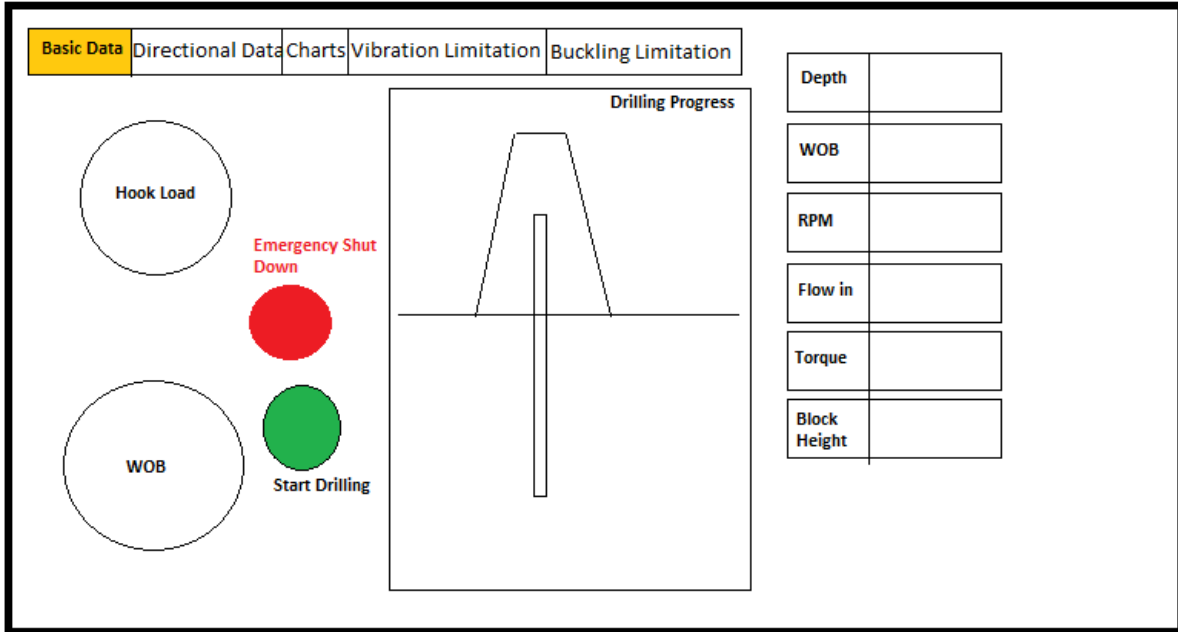 Basic Data Directional Data Charts Vibration Limitation Buckling Limitation
Hook Load
Emergency Shut
Down
WOB
Start Drilling
Drilling Progress
Depth
WOB
RPM
Flow in
Torque
Block
Height